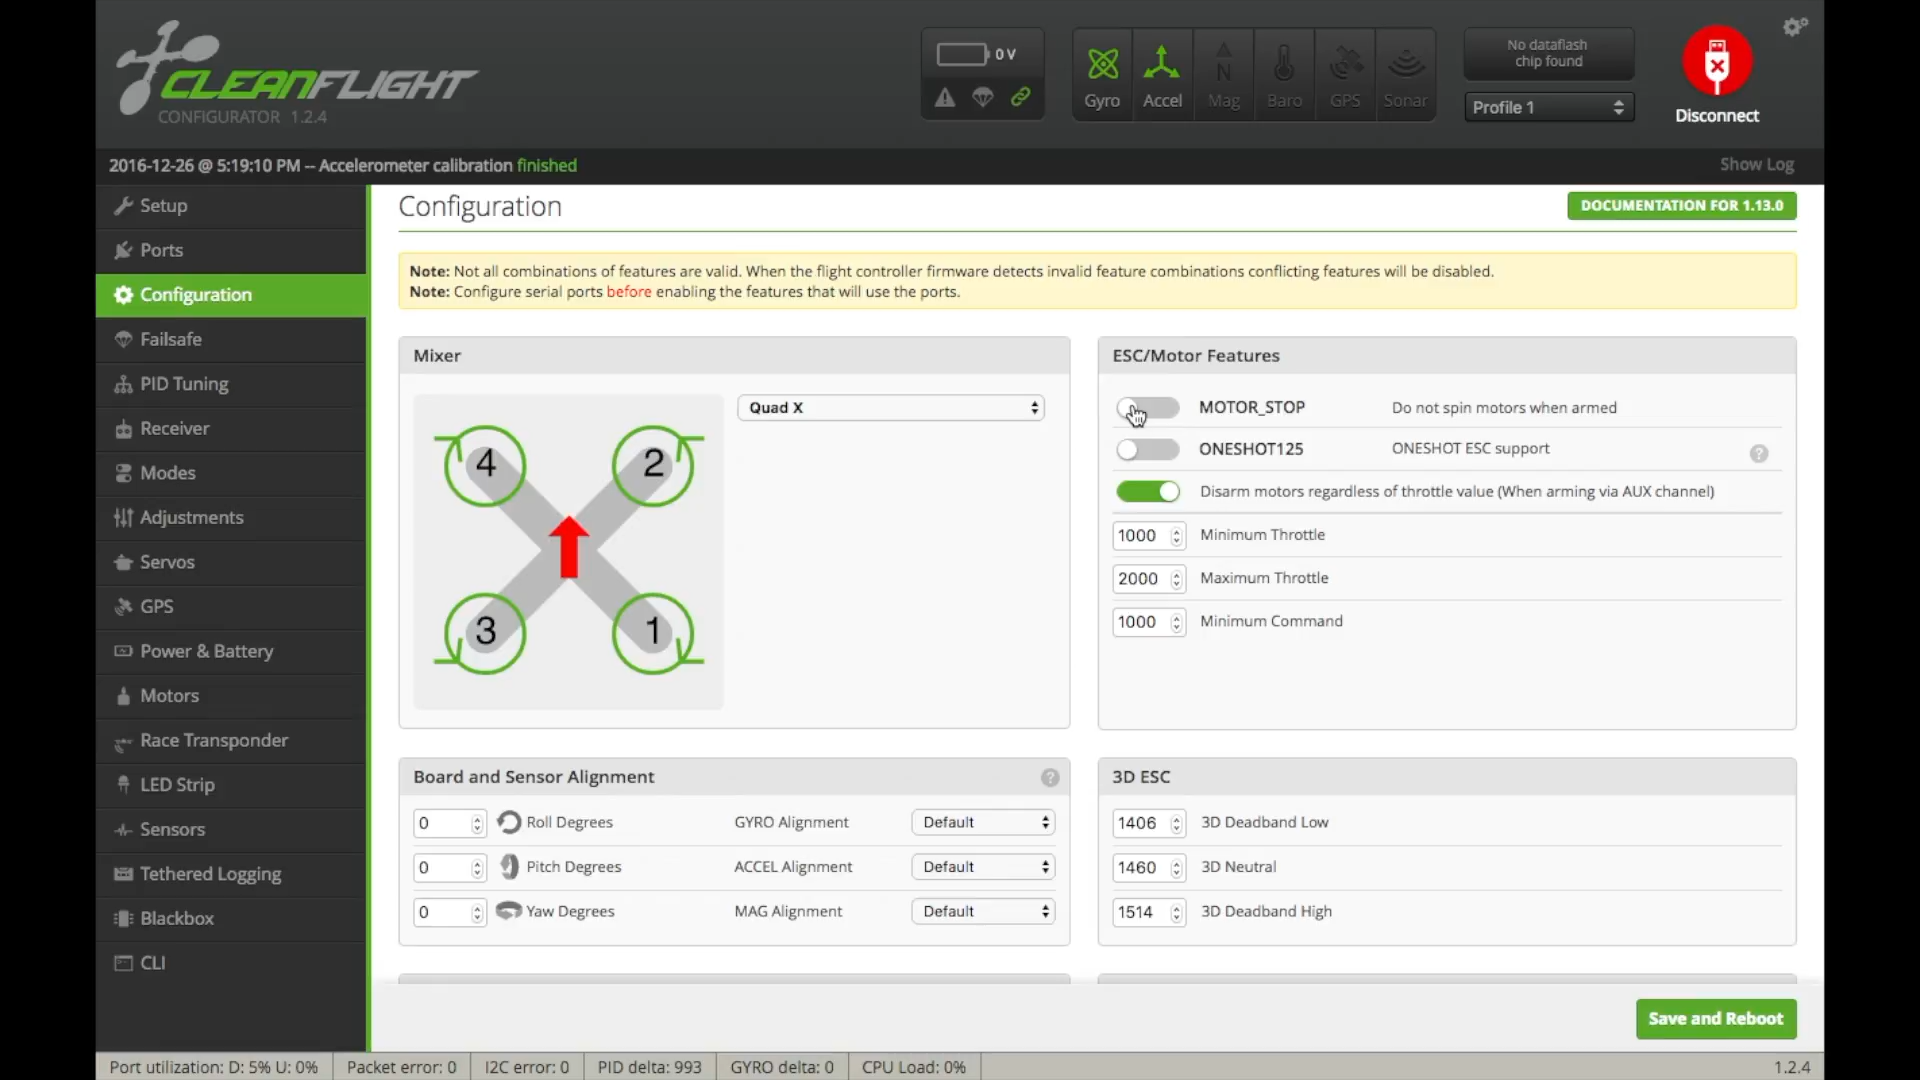 CLEANFLIGHT
CONFIGURATOR 1.2.4
0 V
Gyro
Accel
Mag
Baro
GPS
Sonar
No dataflash
chip found
Profile 1
Disconnect
2016-12-26 @ 5:19:10 PM -- Accelerometer calibration finished
Show Log
Setup
Ports
Configuration
Failsafe
PID Tuning
Receiver
Modes
Adjustments
Servos
GPS
Power & Battery
Motors
Race Transponder
LED Strip
Sensors
Tethered Logging
Blackbox
CLI
Configuration
DOCUMENTATION FOR 1.13.0
Note: Not all combinations of features are valid. When the flight controller firmware detects invalid feature combinations conflicting features will be disabled.
Note: Configure serial ports before enabling the features that will use the ports.
Mixer
4
2
3
1
Quad X
ESC/Motor Features
MOTOR_STOP Do not spin motors when armed
ONESHOT125 ONESHOT ESC support ?
Disarm motors regardless of throttle value (When arming via AUX channel)
1000 Minimum Throttle
2000 Maximum Throttle
1000 Minimum Command
Board and Sensor Alignment ?
0 Roll Degrees GYRO Alignment Default
0 Pitch Degrees ACCEL Alignment Default
0 Yaw Degrees MAG Alignment Default
3D ESC
1406 3D Deadband Low
1460 3D Neutral
1514 3D Deadband High
Save and Reboot
Port utilization: D: 5% U: 0% Packet error: 0 I2C error: 0 PID delta: 993 GYRO delta: 0 CPU Load: 0% 1.2.4